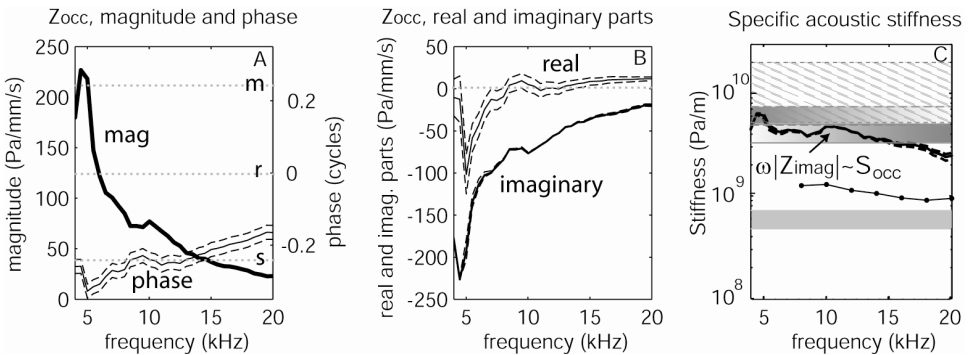 Zocc, magnitude and phase
magnitude (Pa/mm/s)
250
200
150
100
50
0
A
m
mag
r
s
phase
0.2
0
-0.2
phase (cycles)
5 10 15 20
frequency (kHz)
Zocc, real and imaginary parts
real and imag. parts (Pa/mm/s)
50
0
-50
-100
-150
-200
-250
B
real
imaginary
5 10 15 20
frequency (kHz)
Specific acoustic stiffness
Stiffness (Pa/m)
10^10
10^9
10^8
C
ω|Zimag|~Socc
5 10 15 20
frequency (kHz)